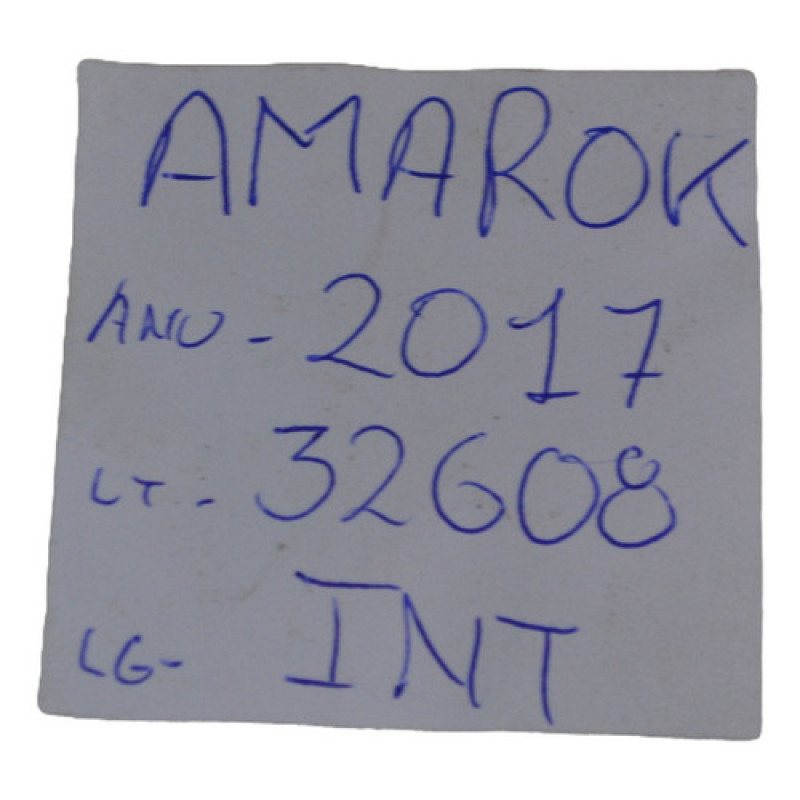 AMAROK
ANO - 2017
LT - 32608
LG - INT